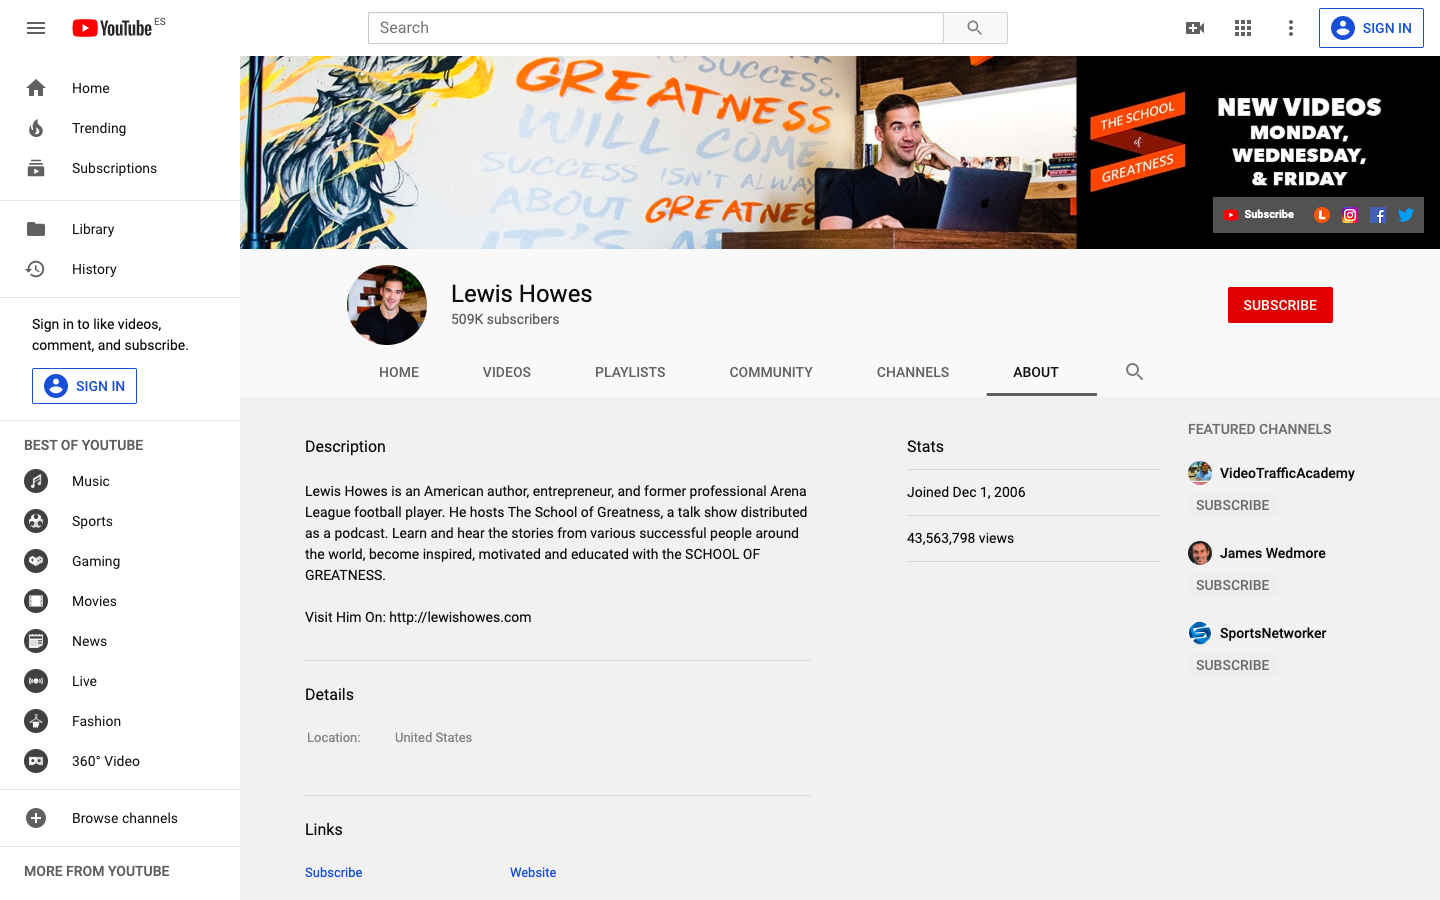 YouTube ES
Search
SIGN IN
Home
Trending
Subscriptions
Library
History
Sign in to like videos,
comment, and subscribe.
SIGN IN
BEST OF YOUTUBE
Music
Sports
Gaming
Movies
News
Live
Fashion
360° Video
Browse channels
MORE FROM YOUTUBE
TO SUCCESS.
GREATNESS
WILL COME.
SUCCESS ISN'T ALWAY
ABOUT GREATNESS
IT'S AB
THE SCHOOL
of
GREATNESS
NEW VIDEOS
MONDAY,
WEDNESDAY,
& FRIDAY
Subscribe
Lewis Howes
509K subscribers
SUBSCRIBE
HOME VIDEOS PLAYLISTS COMMUNITY CHANNELS ABOUT
Description
Lewis Howes is an American author, entrepreneur, and former professional Arena
League football player. He hosts The School of Greatness, a talk show distributed
as a podcast. Learn and hear the stories from various successful people around
the world, become inspired, motivated and educated with the SCHOOL OF
GREATNESS.
Visit Him On: http://lewishowes.com
Details
Location: United States
Links
Subscribe Website
Stats
Joined Dec 1, 2006
43,563,798 views
FEATURED CHANNELS
VideoTrafficAcademy
SUBSCRIBE
James Wedmore
SUBSCRIBE
SportsNetworker
SUBSCRIBE